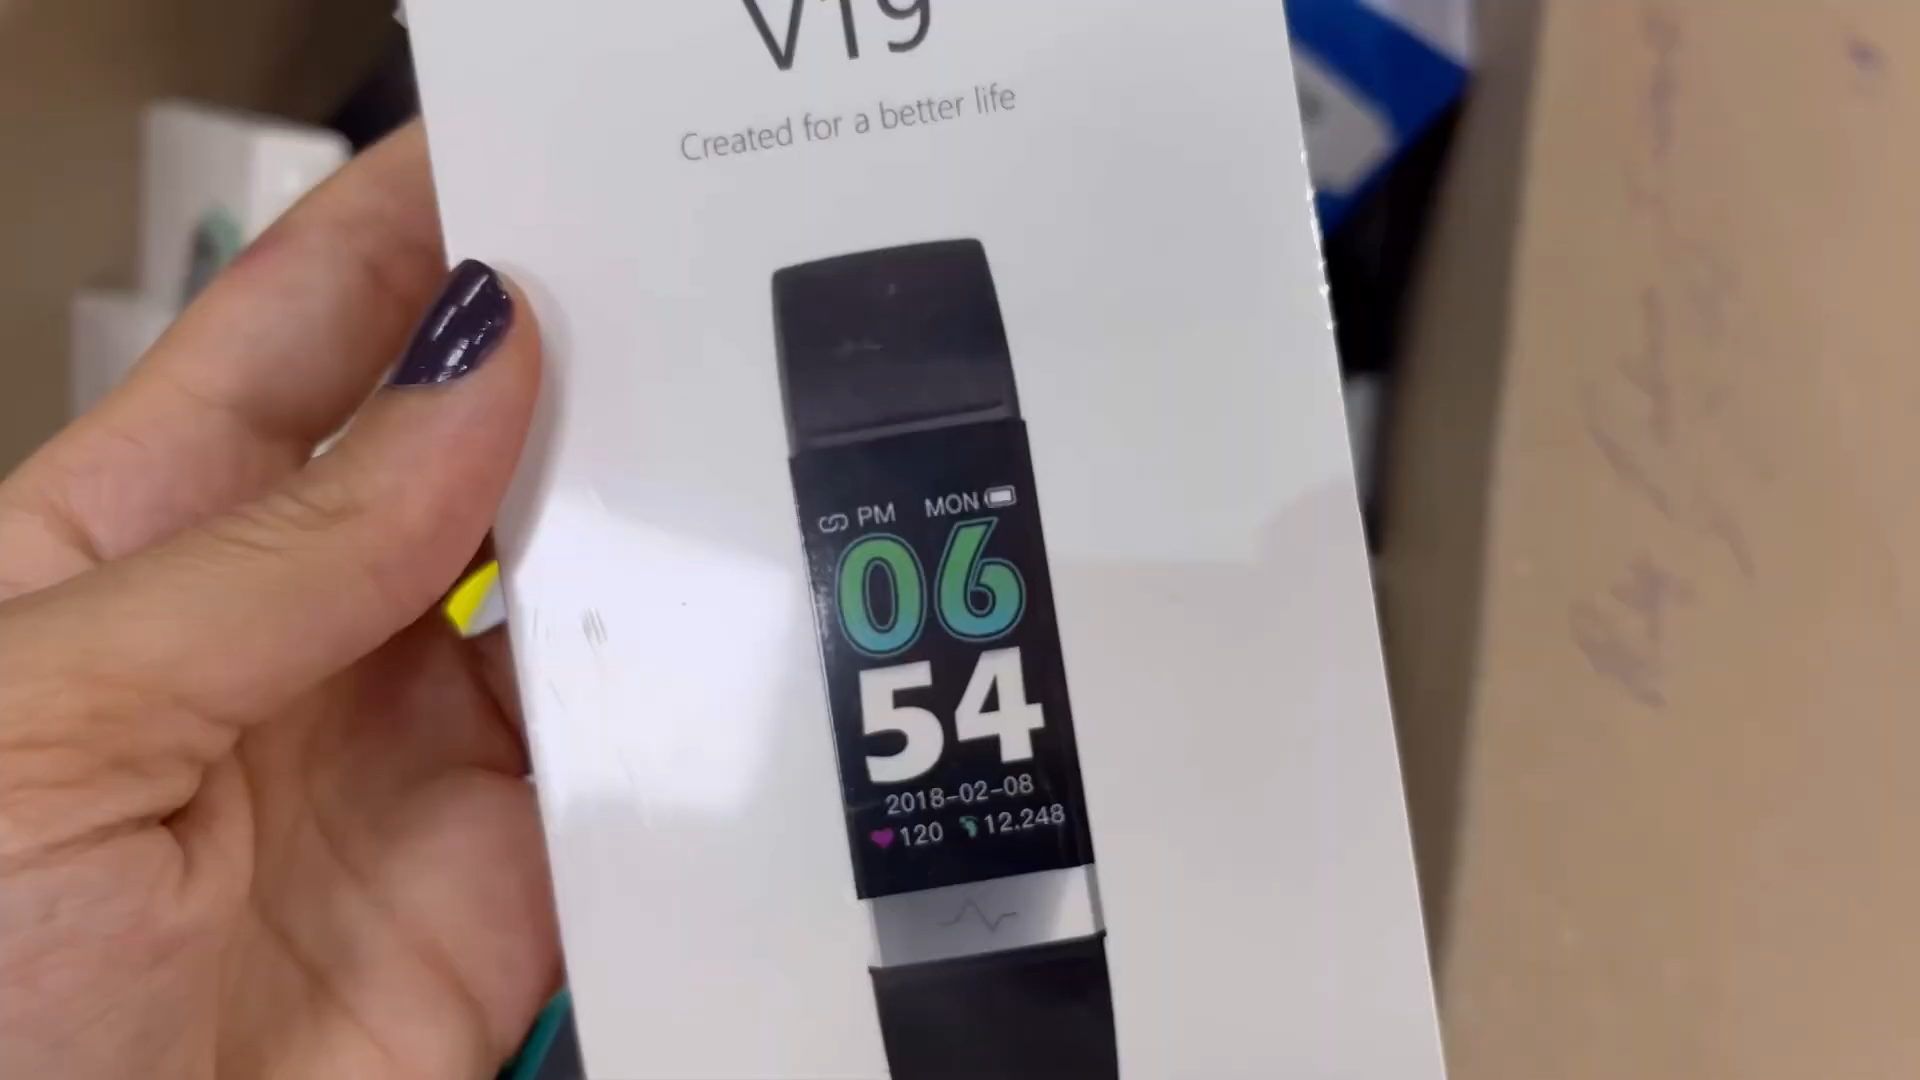 V19
Created for a better life
PM MON
06
54
2018-02-08
120 12.248